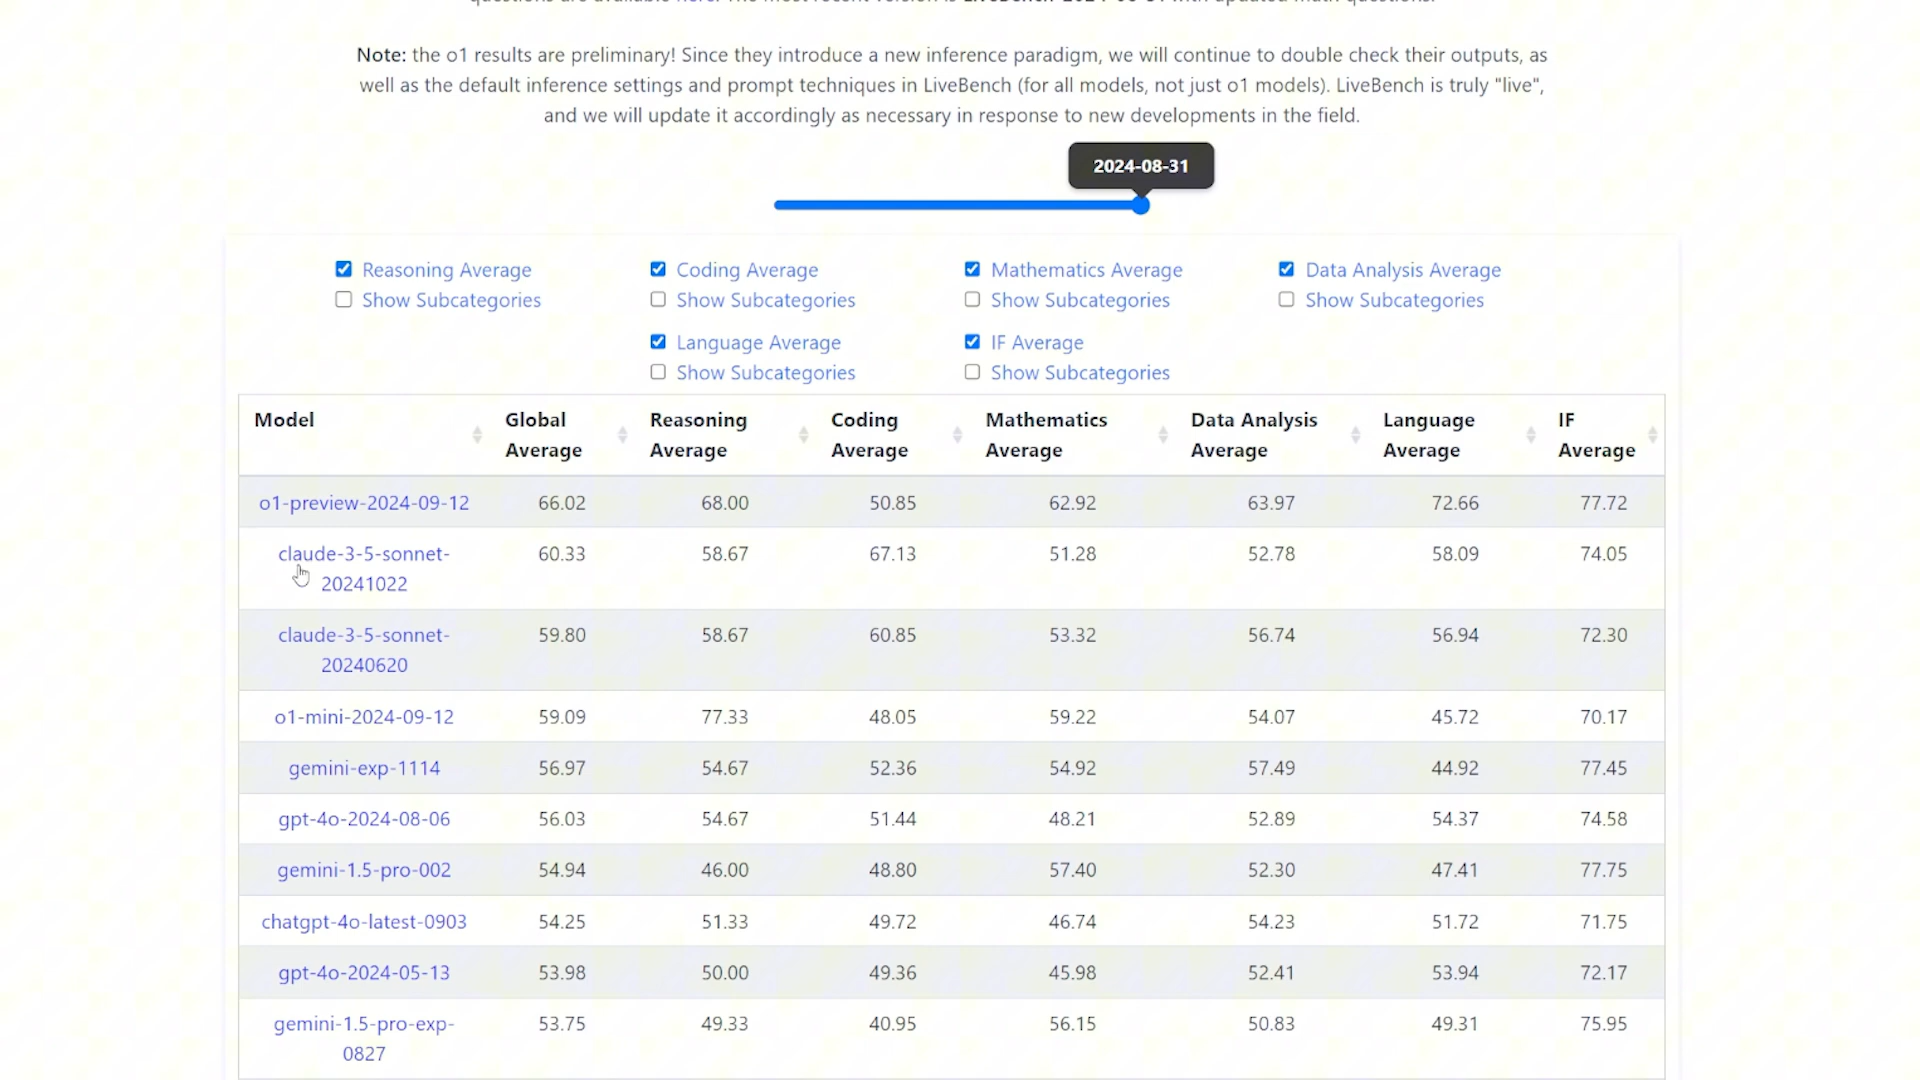 Note: the o1 results are preliminary! Since they introduce a new inference paradigm, we will continue to double check their outputs, as
well as the default inference settings and prompt techniques in LiveBench (for all models, not just o1 models). LiveBench is truly "live",
and we will update it accordingly as necessary in response to new developments in the field.
2024-08-31
Reasoning Average Coding Average Mathematics Average Data Analysis Average
Show Subcategories Show Subcategories Show Subcategories Show Subcategories
Language Average IF Average
Show Subcategories Show Subcategories
Model Global Reasoning Coding Mathematics Data Analysis Language IF
Average Average Average Average Average Average Average
o1-preview-2024-09-12 66.02 68.00 50.85 62.92 63.97 72.66 77.72
claude-3-5-sonnet- 60.33 58.67 67.13 51.28 52.78 58.09 74.05
20241022
claude-3-5-sonnet- 59.80 58.67 60.85 53.32 56.74 56.94 72.30
20240620
o1-mini-2024-09-12 59.09 77.33 48.05 59.22 54.07 45.72 70.17
gemini-exp-1114 56.97 54.67 52.36 54.92 57.49 44.92 77.45
gpt-4o-2024-08-06 56.03 54.67 51.44 48.21 52.89 54.37 74.58
gemini-1.5-pro-002 54.94 46.00 48.80 57.40 52.30 47.41 77.75
chatgpt-4o-latest-0903 54.25 51.33 49.72 46.74 54.23 51.72 71.75
gpt-4o-2024-05-13 53.98 50.00 49.36 45.98 52.41 53.94 72.17
gemini-1.5-pro-exp- 53.75 49.33 40.95 56.15 50.83 49.31 75.95
0827